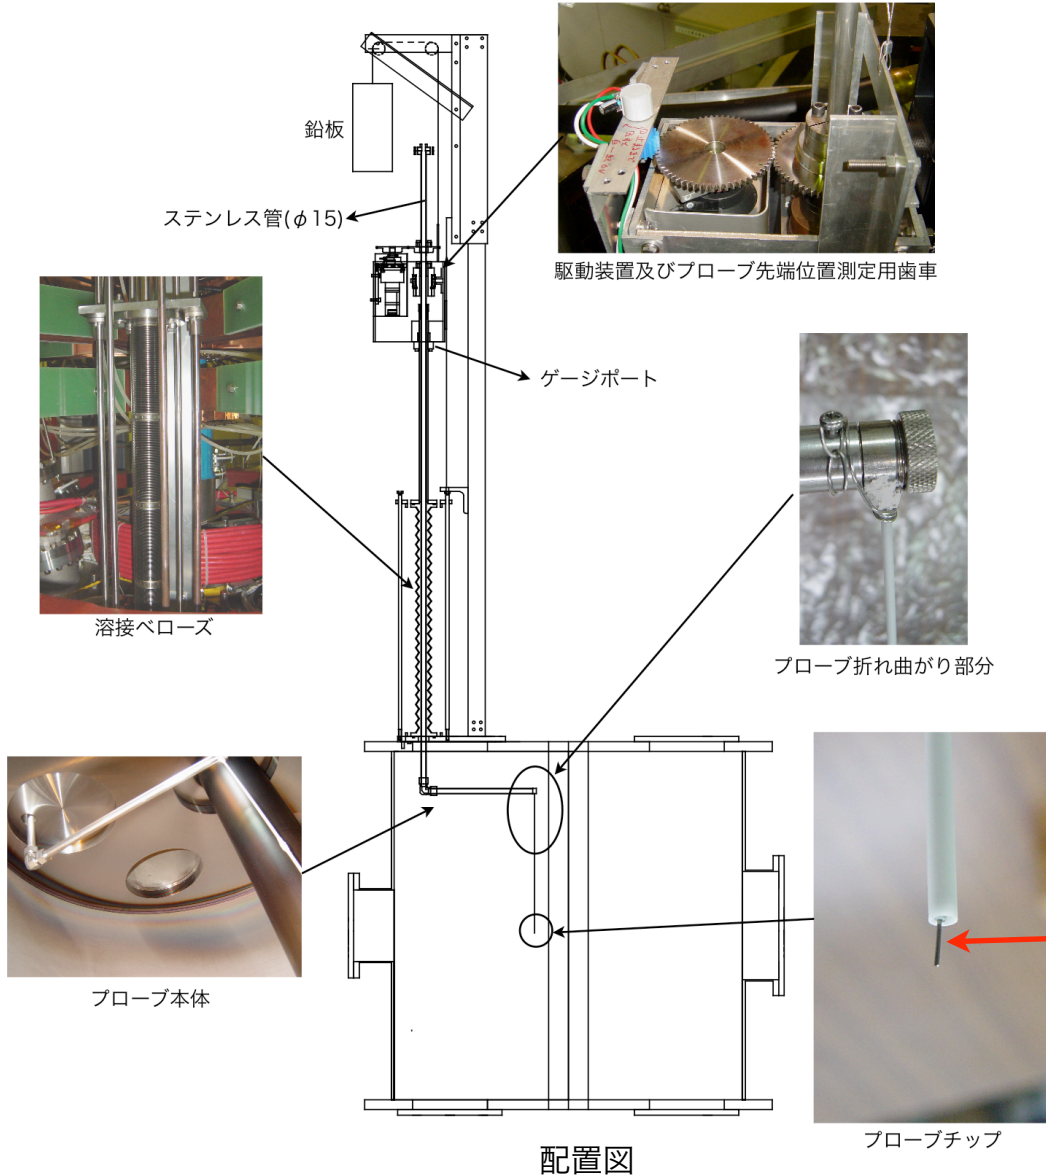 鉛板
ステンレス管(φ15)
駆動装置及びプローブ先端位置測定用歯車
ゲージポート
溶接ベローズ
プローブ折れ曲がり部分
プローブ本体
プローブチップ
配置図